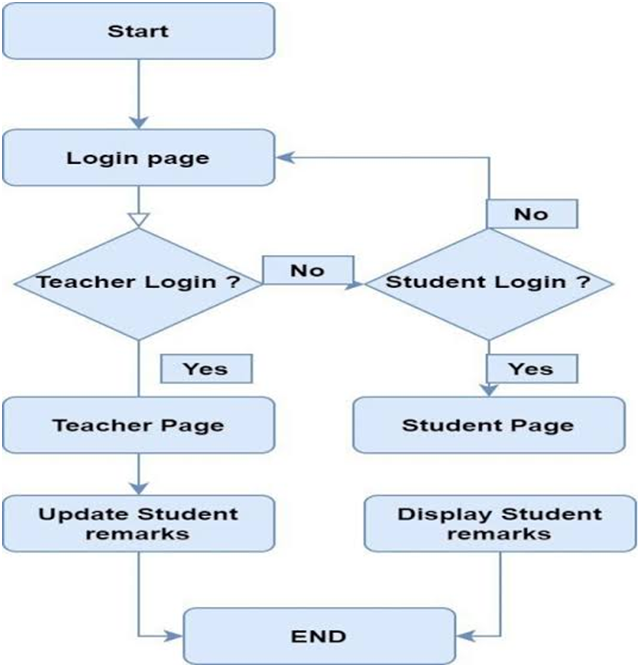 Start
Login page
No
Teacher Login ?
No
Student Login ?
Yes
Yes
Teacher Page
Student Page
Update Student
remarks
Display Student
remarks
END